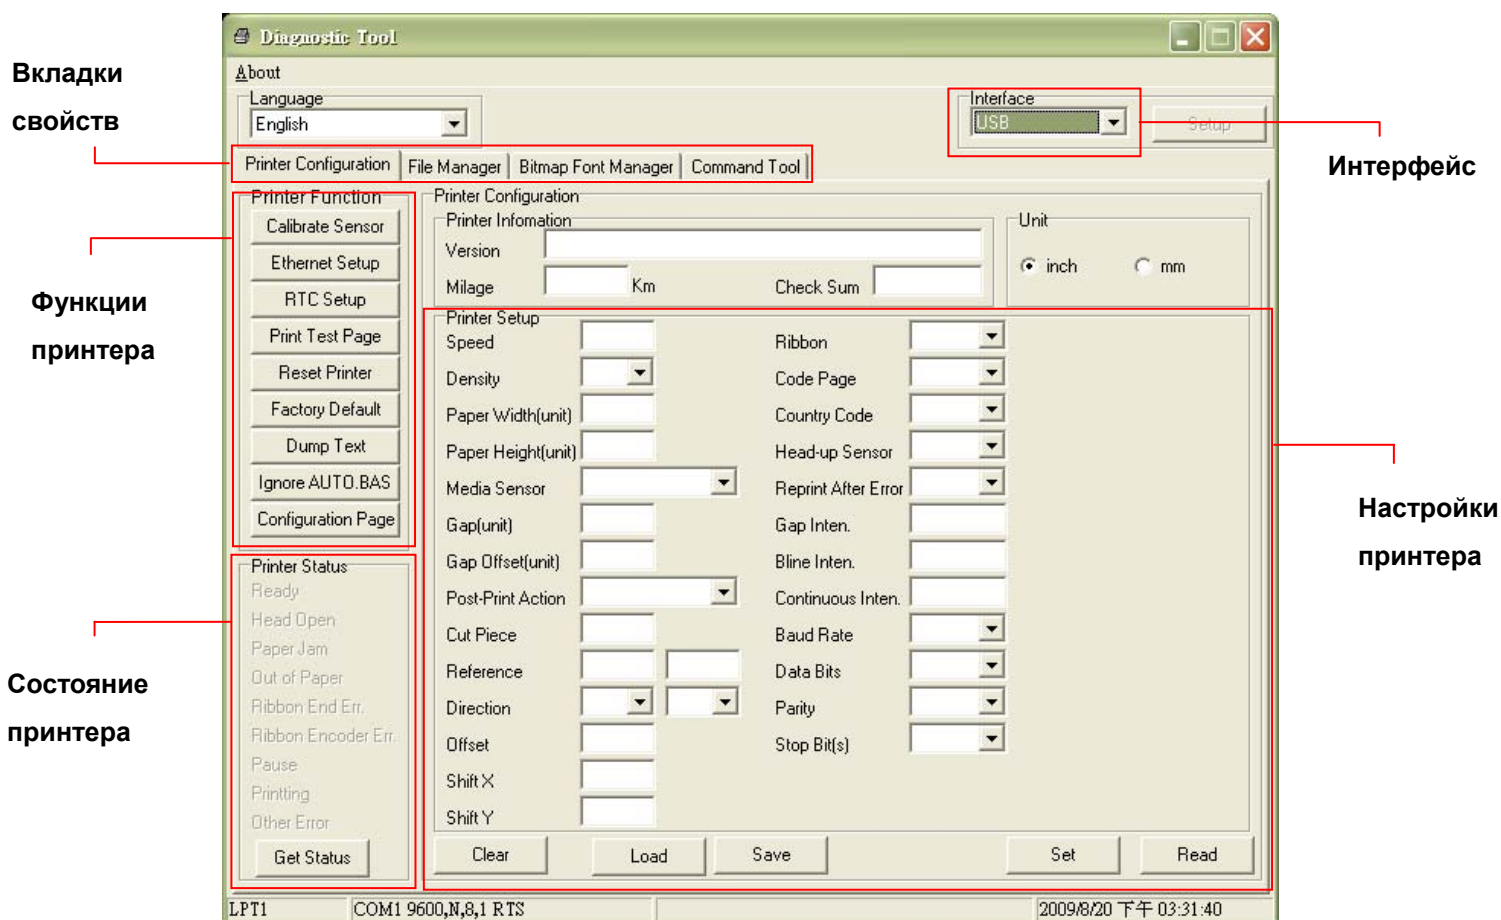 Diagnostic Tool
About
Вкладки
свойств
Language
English
Interface
USB
Setup
Интерфейс
Printer Configuration
File Manager
Bitmap Font Manager
Command Tool
Printer Function
Calibrate Sensor
Ethernet Setup
RTC Setup
Print Test Page
Reset Printer
Factory Default
Dump Text
Ignore AUTO.BAS
Configuration Page
Функции
принтера
Printer Configuration
Printer Infomation
Version
Milage
Km
Check Sum
Unit
inch
mm
Printer Setup
Speed
Density
Paper Width(unit)
Paper Height(unit)
Media Sensor
Gap(unit)
Gap Offset(unit)
Post-Print Action
Cut Piece
Reference
Direction
Offset
Shift X
Shift Y
Ribbon
Code Page
Country Code
Head-up Sensor
Reprint After Error
Gap Inten.
Bline Inten.
Continuous Inten.
Baud Rate
Data Bits
Parity
Stop Bit(s)
Настройки
принтера
Printer Status
Ready
Head Open
Paper Jam
Out of Paper
Ribbon End Err.
Ribbon Encoder Err.
Pause
Printting
Other Error
Get Status
Состояние
принтера
Clear
Load
Save
Set
Read
LPT1
COM1 9600,N,8,1 RTS
2009/8/20 下午 03:31:40